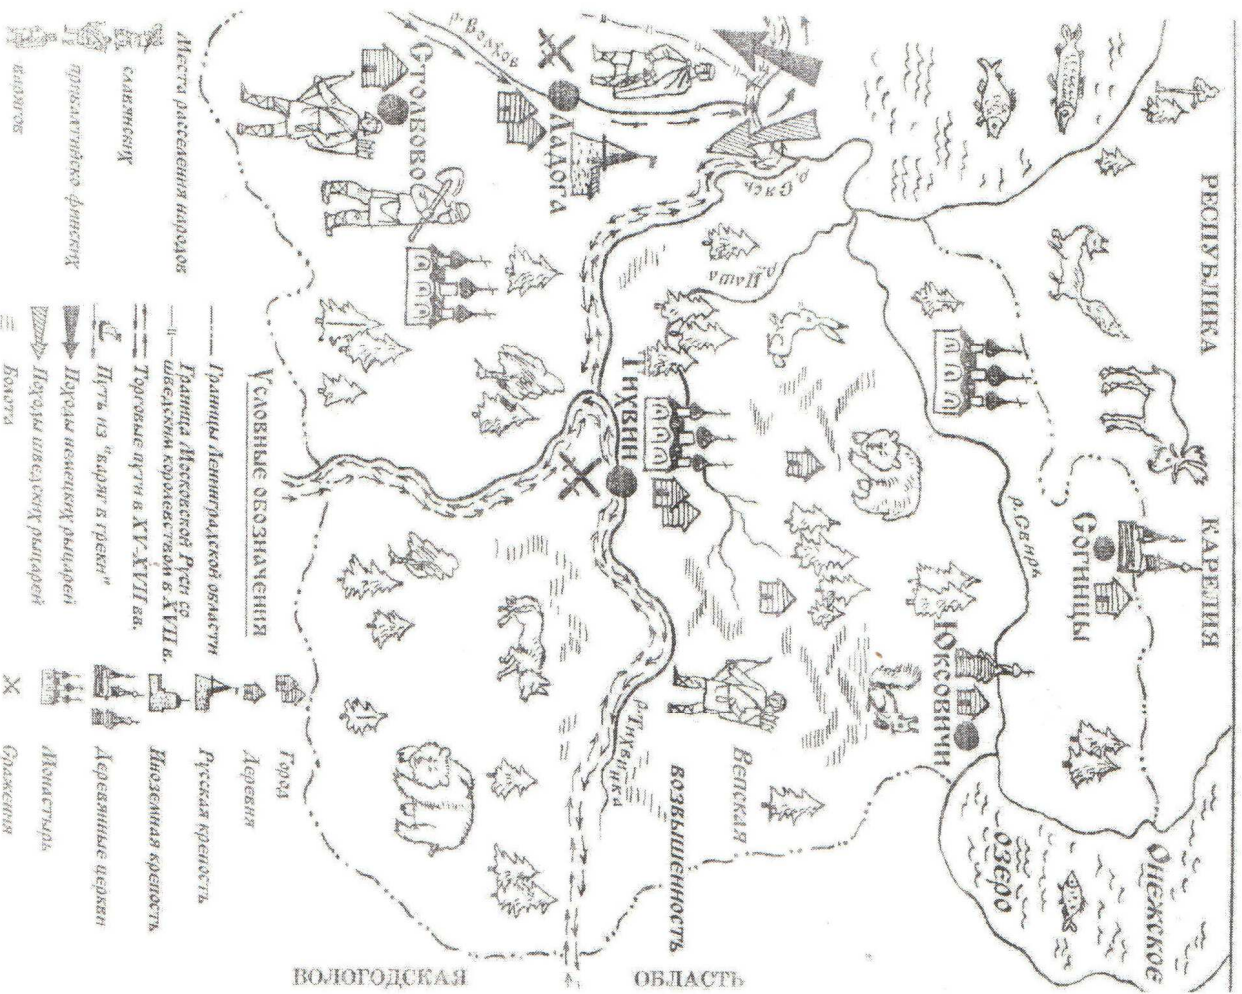 РЕСПУБЛИКА
КАРЕЛИЯ
Онежское
озеро
Согинцы
р. Свирь
Юксовичи
р. Сясь
р. Паша
р. Волхов
Ладога
Столбово
Тихвин
р. Тихвинка
Вепская
возвышенность
ВОЛОГОДСКАЯ
ОБЛАСТЬ
Условные обозначения
Места расселения народов
славянских
прибалтийско-финских
варягов
Границы Ленинградской области
Граница Московской Руси со
шведским королевством в XVII в.
Торговые пути в XV-XVII вв.
Путь из "варяг в греки"
Походы немецких рыцарей
Походы шведских рыцарей
Болота
Город
Деревня
Русская крепость
Иноземная крепость
Деревянные церкви
Монастырь
Сражения